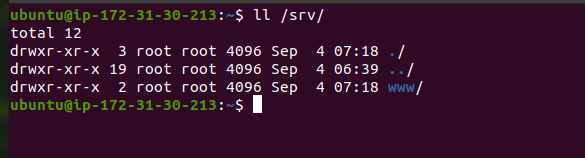 ubuntu@ip-172-31-30-213:~$ ll /srv/
total 12
drwxr-xr-x  3 root root 4096 Sep  4 07:18 ./
drwxr-xr-x 19 root root 4096 Sep  4 06:39 ../
drwxr-xr-x  2 root root 4096 Sep  4 07:18 www/
ubuntu@ip-172-31-30-213:~$